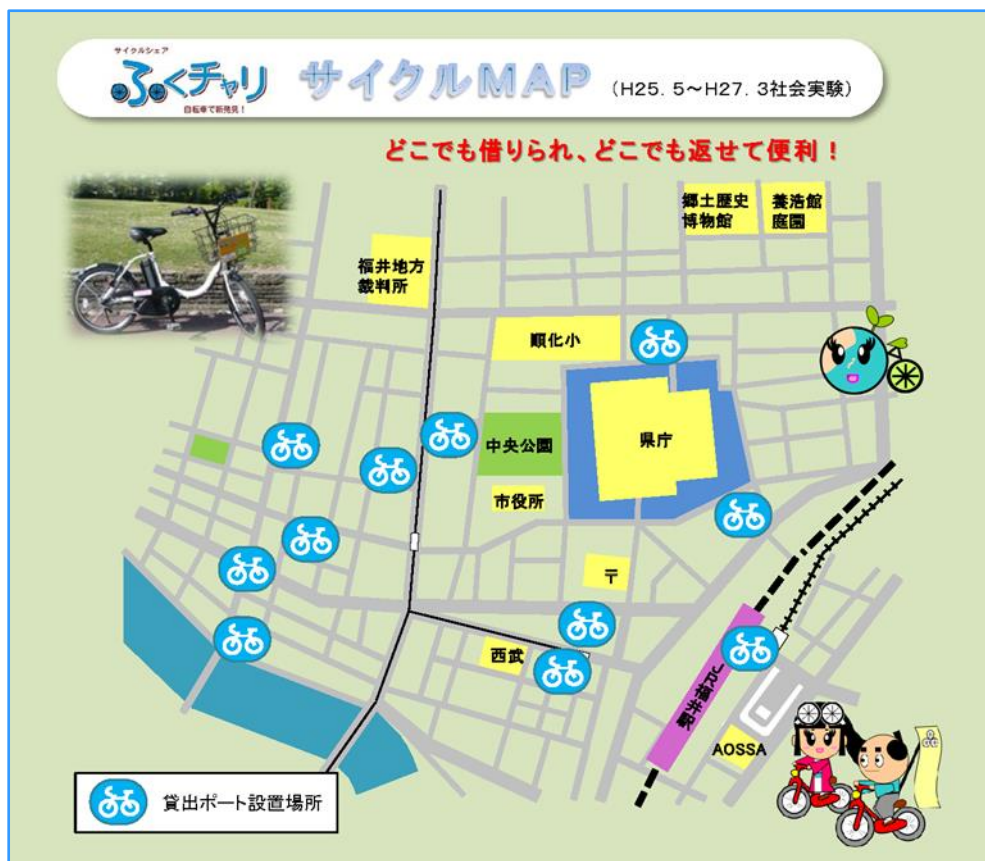 サイクルシェア
ふくチャリ
自転車で新発見！
サイクルMAP
（H25．5～H27．3社会実験）
どこでも借りられ、どこでも返せて便利！
郷土歴史
博物館
養浩館
庭園
福井地方
裁判所
順化小
中央公園
県庁
市役所
〒
西武
JR福井駅
AOSSA
貸出ポート設置場所